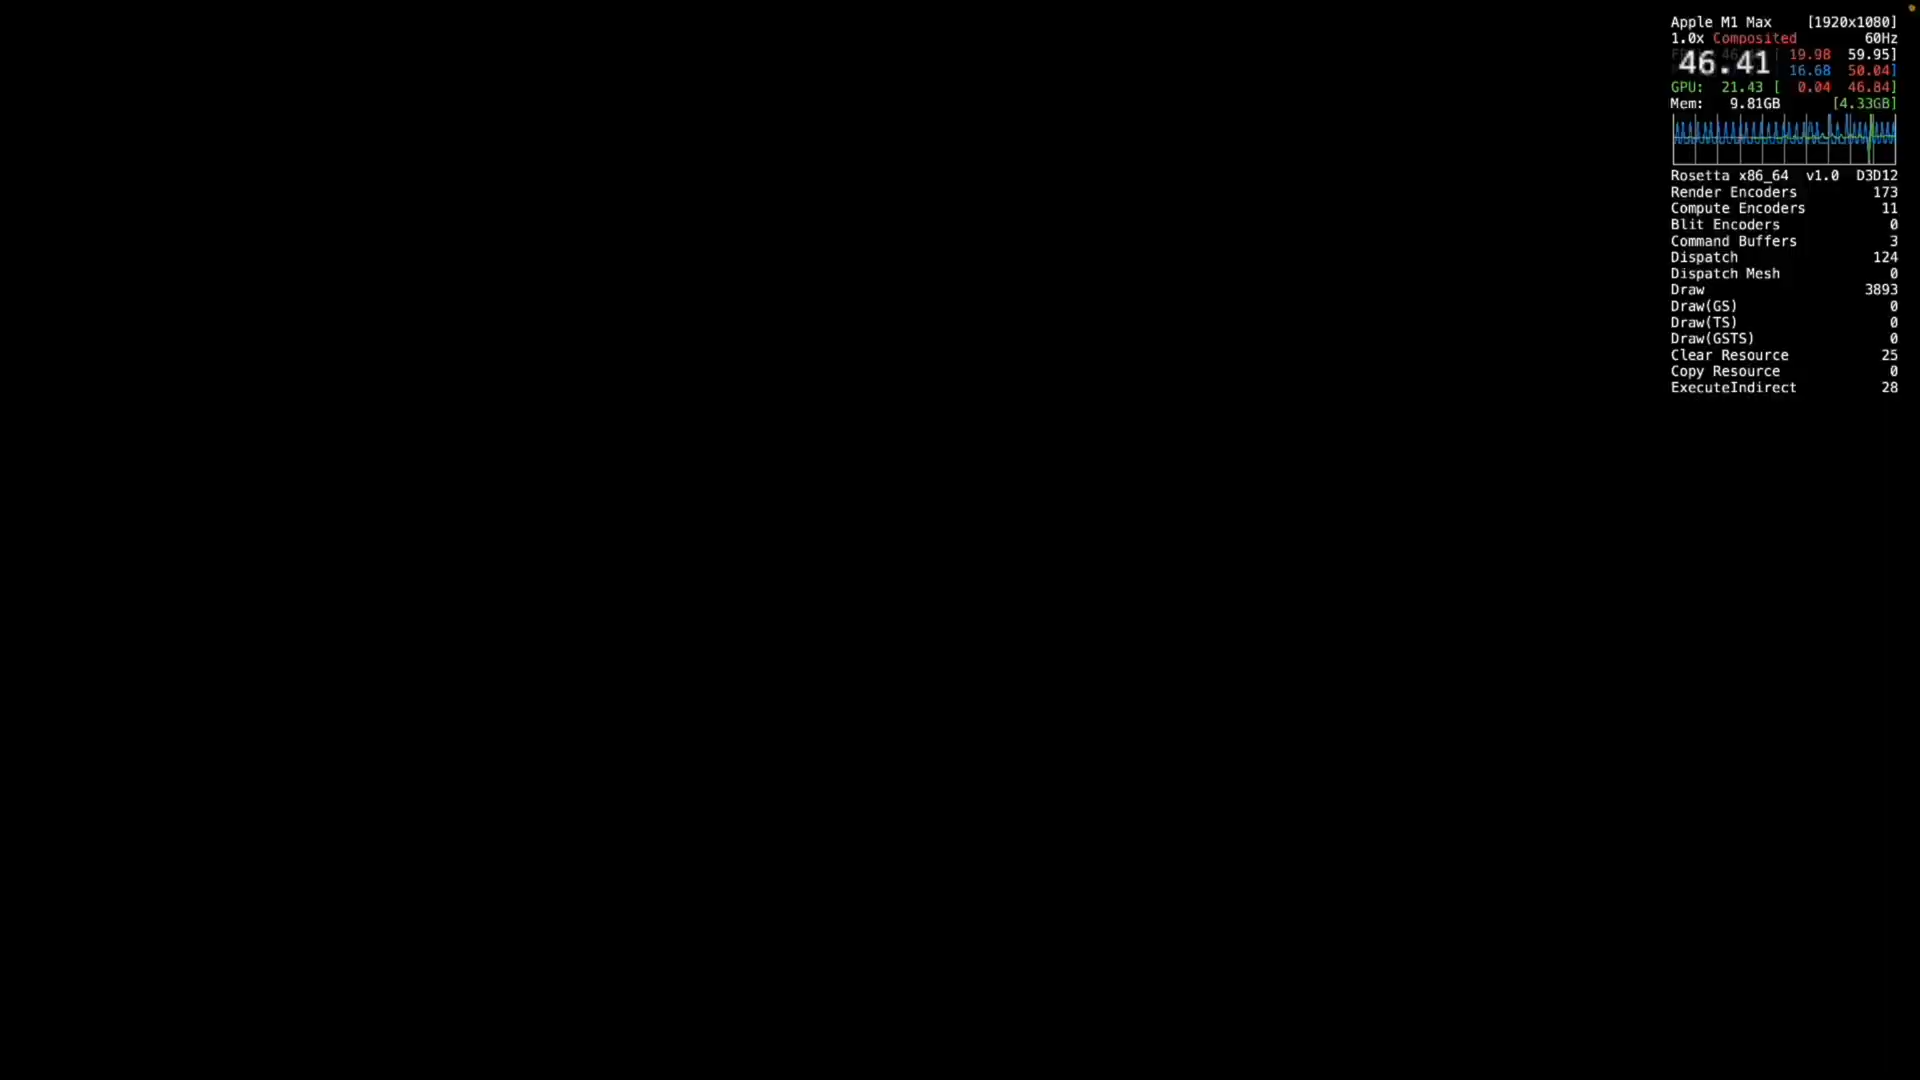 Apple M1 Max [1920x1080]
1.0x Composited 60Hz
46.41 19.98 59.95]
16.68 50.04]
GPU: 21.43 [ 0.04 46.84]
Mem: 9.81GB [4.33GB]
Rosetta x86_64 v1.0 D3D12
Render Encoders 173
Compute Encoders 11
Blit Encoders 0
Command Buffers 3
Dispatch 124
Dispatch Mesh 0
Draw 3893
Draw(GS) 0
Draw(TS) 0
Draw(GSTS) 0
Clear Resource 25
Copy Resource 0
ExecuteIndirect 28